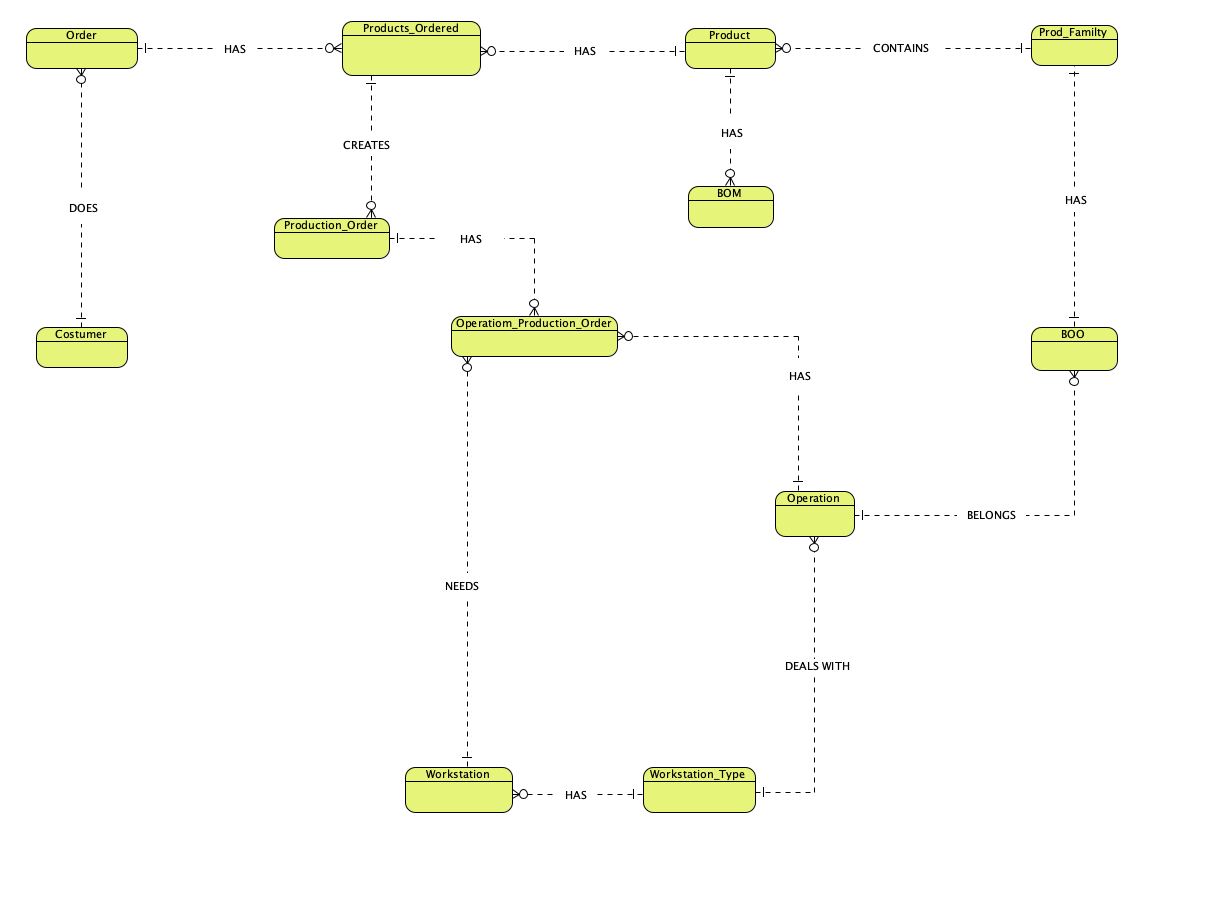 Order
HAS
Products_Ordered
HAS
Product
CONTAINS
Prod_Familty
CREATES
HAS
BOM
HAS
DOES
Production_Order
HAS
Costumer
Operatiom_Production_Order
BOO
HAS
Operation
BELONGS
NEEDS
DEALS WITH
Workstation
HAS
Workstation_Type